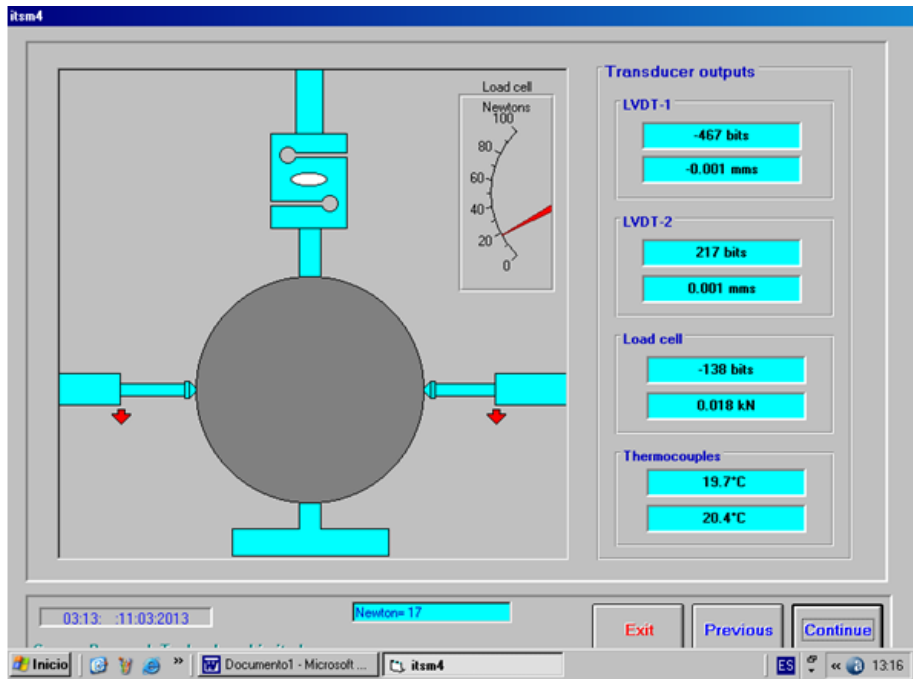 itsm4
Load cell
Newtons
100
80
60
40
20
0
Transducer outputs
LVDT-1
-467 bits
-0.001 mms
LVDT-2
217 bits
0.001 mms
Load cell
-138 bits
0.018 kN
Thermocouples
19.7°C
20.4°C
03:13: :11:03:2013
Newton= 17
Exit
Previous
Continue
Inicio
»
Documento1 - Microsoft ...
itsm4
ES
«
13:16